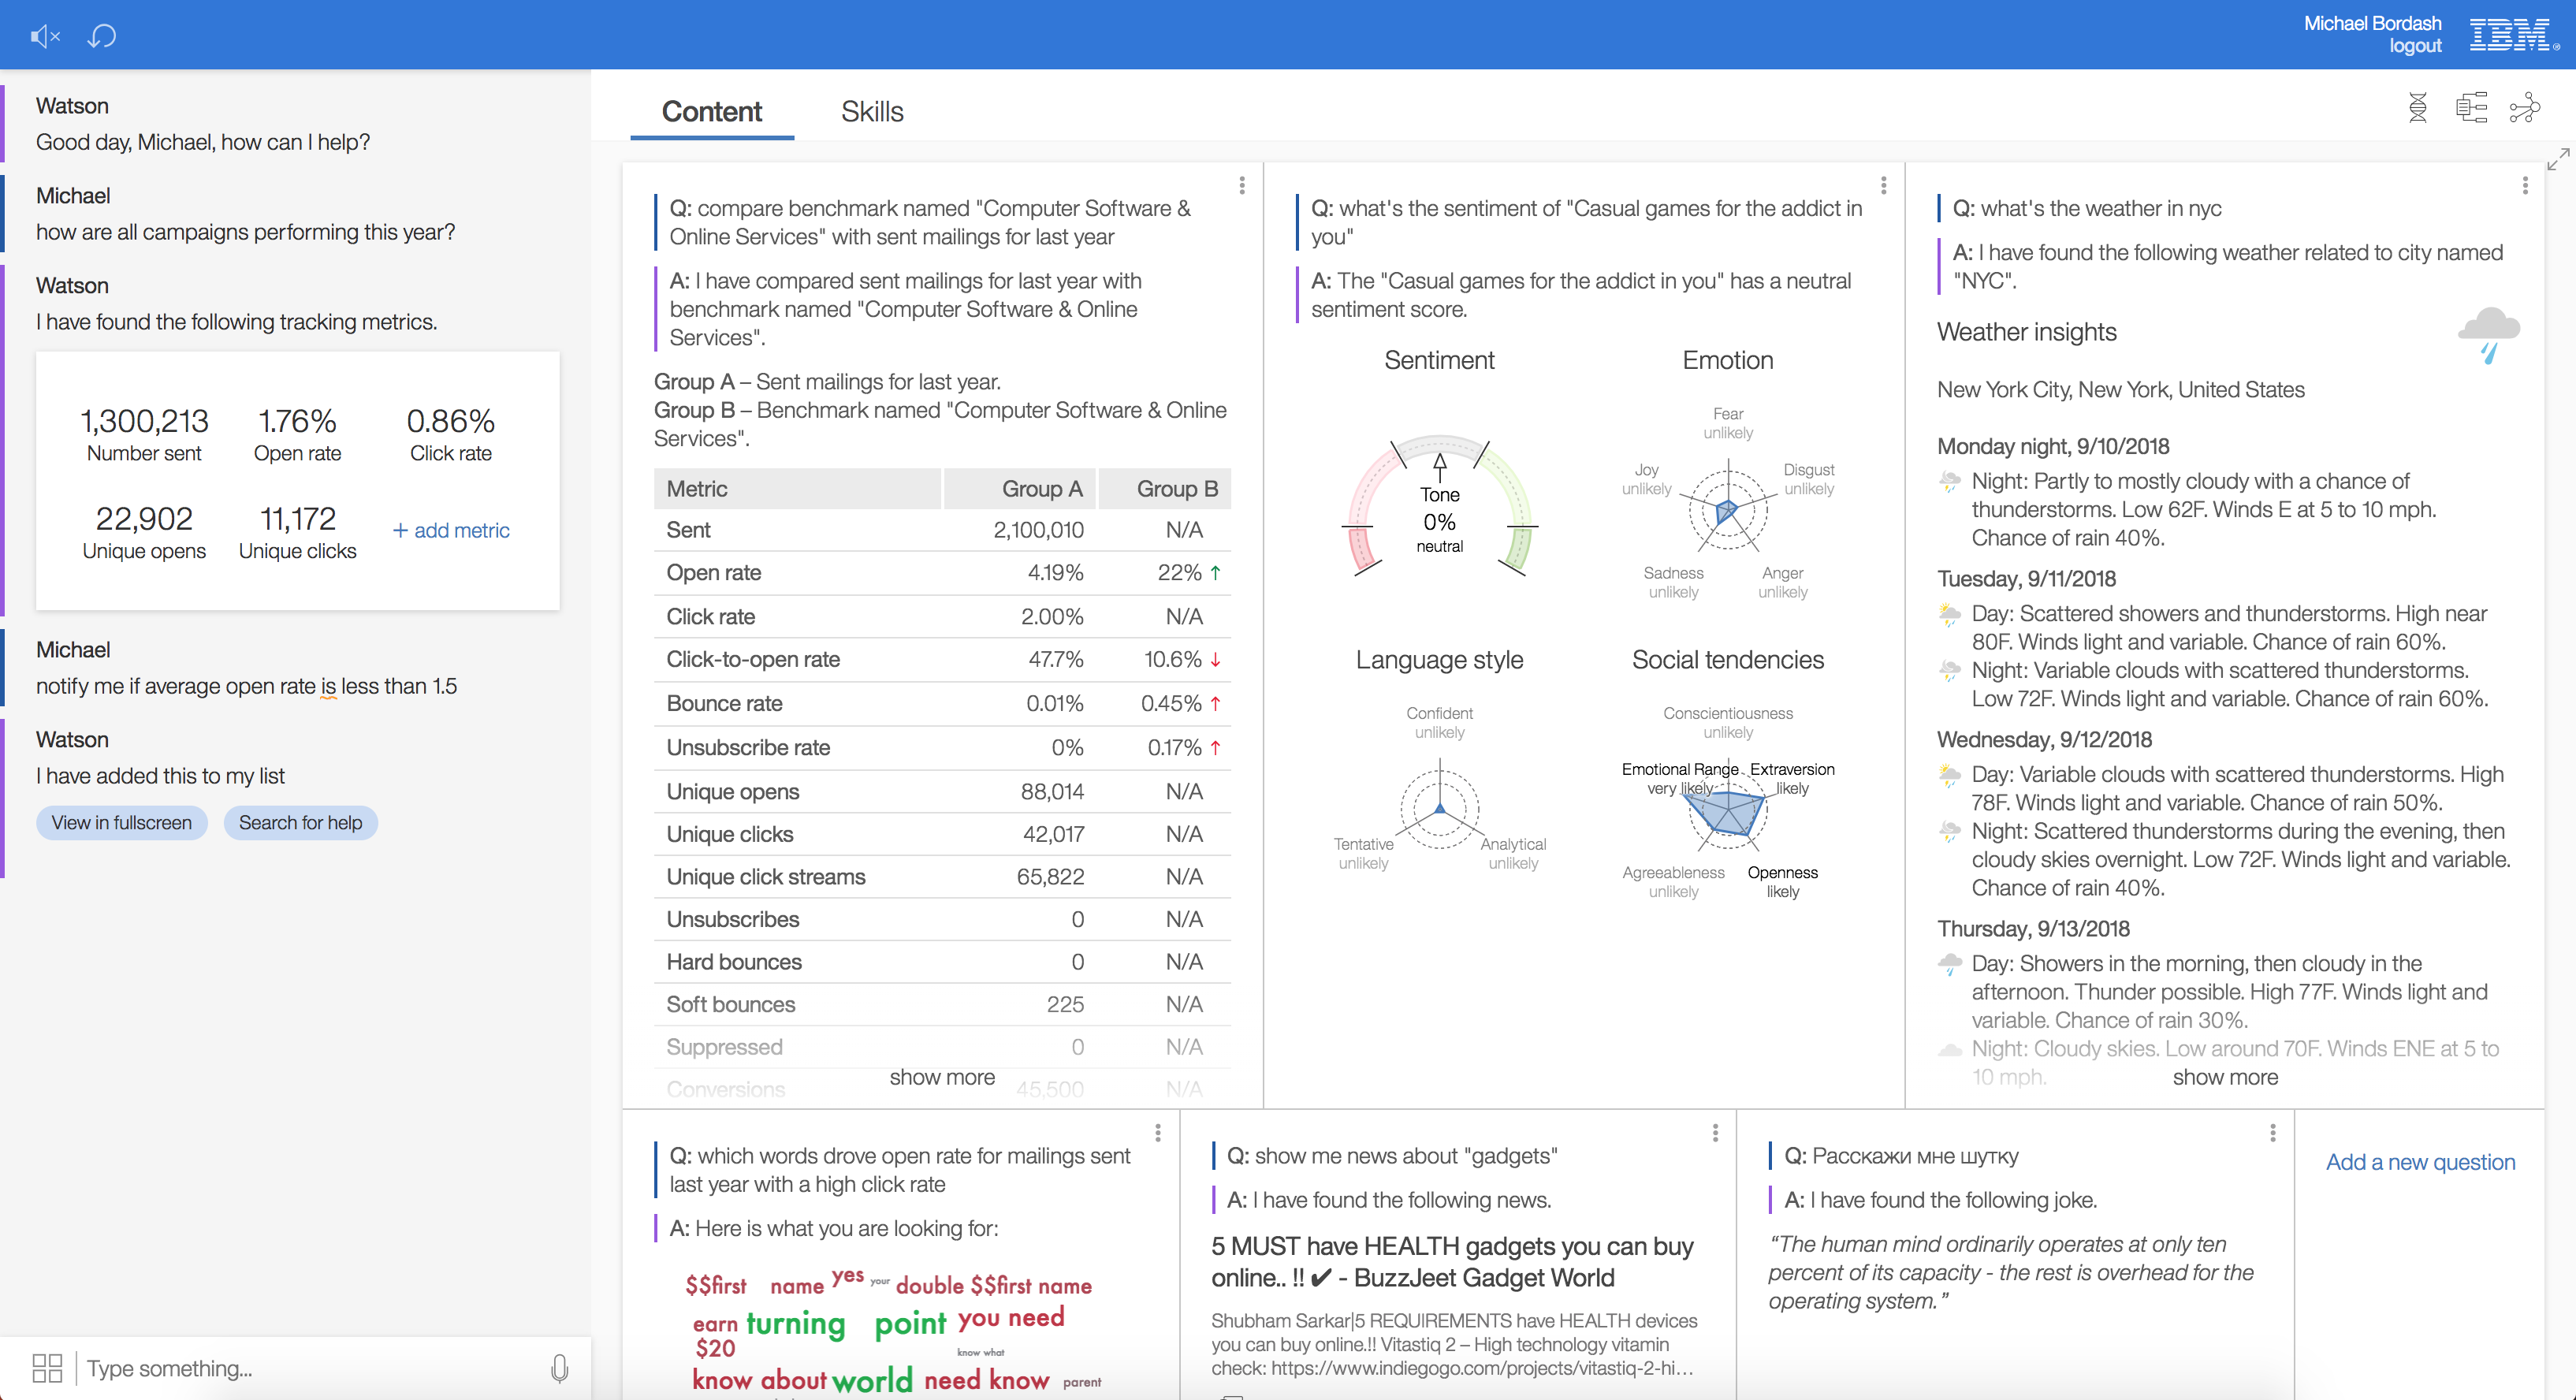 Michael Bordash
logout
IBM
Watson
Good day, Michael, how can I help?
Michael
how are all campaigns performing this year?
Watson
I have found the following tracking metrics.
1,300,213 1.76% 0.86%
Number sent Open rate Click rate
22,902 11,172 + add metric
Unique opens Unique clicks
Michael
notify me if average open rate is less than 1.5
Watson
I have added this to my list
View in fullscreen Search for help
Type something...
Content Skills
Q: compare benchmark named "Computer Software &
Online Services" with sent mailings for last year
A: I have compared sent mailings for last year with
benchmark named "Computer Software & Online
Services".
Group A – Sent mailings for last year.
Group B – Benchmark named "Computer Software & Online
Services".
Metric Group A Group B
Sent 2,100,010 N/A
Open rate 4.19% 22% ↑
Click rate 2.00% N/A
Click-to-open rate 47.7% 10.6% ↓
Bounce rate 0.01% 0.45% ↑
Unsubscribe rate 0% 0.17% ↑
Unique opens 88,014 N/A
Unique clicks 42,017 N/A
Unique click streams 65,822 N/A
Unsubscribes 0 N/A
Hard bounces 0 N/A
Soft bounces 225 N/A
Suppressed 0 N/A
show more
Conversions 45,500 N/A
Q: what's the sentiment of "Casual games for the addict in
you"
A: The "Casual games for the addict in you" has a neutral
sentiment score.
Sentiment
Tone
0%
neutral
Emotion
Fear
unlikely
Joy
unlikely
Disgust
unlikely
Sadness
unlikely
Anger
unlikely
Language style
Confident
unlikely
Tentative
unlikely
Analytical
unlikely
Social tendencies
Conscientiousness
unlikely
Emotional Range
very likely
Extraversion
likely
Agreeableness
unlikely
Openness
likely
Q: what's the weather in nyc
A: I have found the following weather related to city named
"NYC".
Weather insights
New York City, New York, United States
Monday night, 9/10/2018
Night: Partly to mostly cloudy with a chance of
thunderstorms. Low 62F. Winds E at 5 to 10 mph.
Chance of rain 40%.
Tuesday, 9/11/2018
Day: Scattered showers and thunderstorms. High near
80F. Winds light and variable. Chance of rain 60%.
Night: Variable clouds with scattered thunderstorms.
Low 72F. Winds light and variable. Chance of rain 60%.
Wednesday, 9/12/2018
Day: Variable clouds with scattered thunderstorms. High
78F. Winds light and variable. Chance of rain 50%.
Night: Scattered thunderstorms during the evening, then
cloudy skies overnight. Low 72F. Winds light and variable.
Chance of rain 40%.
Thursday, 9/13/2018
Day: Showers in the morning, then cloudy in the
afternoon. Thunder possible. High 77F. Winds light and
variable. Chance of rain 30%.
Night: Cloudy skies. Low around 70F. Winds ENE at 5 to
10 mph.
show more
Q: which words drove open rate for mailings sent
last year with a high click rate
A: Here is what you are looking for:
$$first name yes your double $$first name
earn turning point you need
$20
know what
know about world need know parent
Q: show me news about "gadgets"
A: I have found the following news.
5 MUST have HEALTH gadgets you can buy
online.. !! ✔ - BuzzJeet Gadget World
Shubham Sarkar|5 REQUIREMENTS have HEALTH devices
you can buy online.!! Vitastiq 2 – High technology vitamin
check: https://www.indiegogo.com/projects/vitastiq-2-hi...
Q: Расскажи мне шутку
A: I have found the following joke.
“The human mind ordinarily operates at only ten
percent of its capacity - the rest is overhead for the
operating system.”
Add a new question